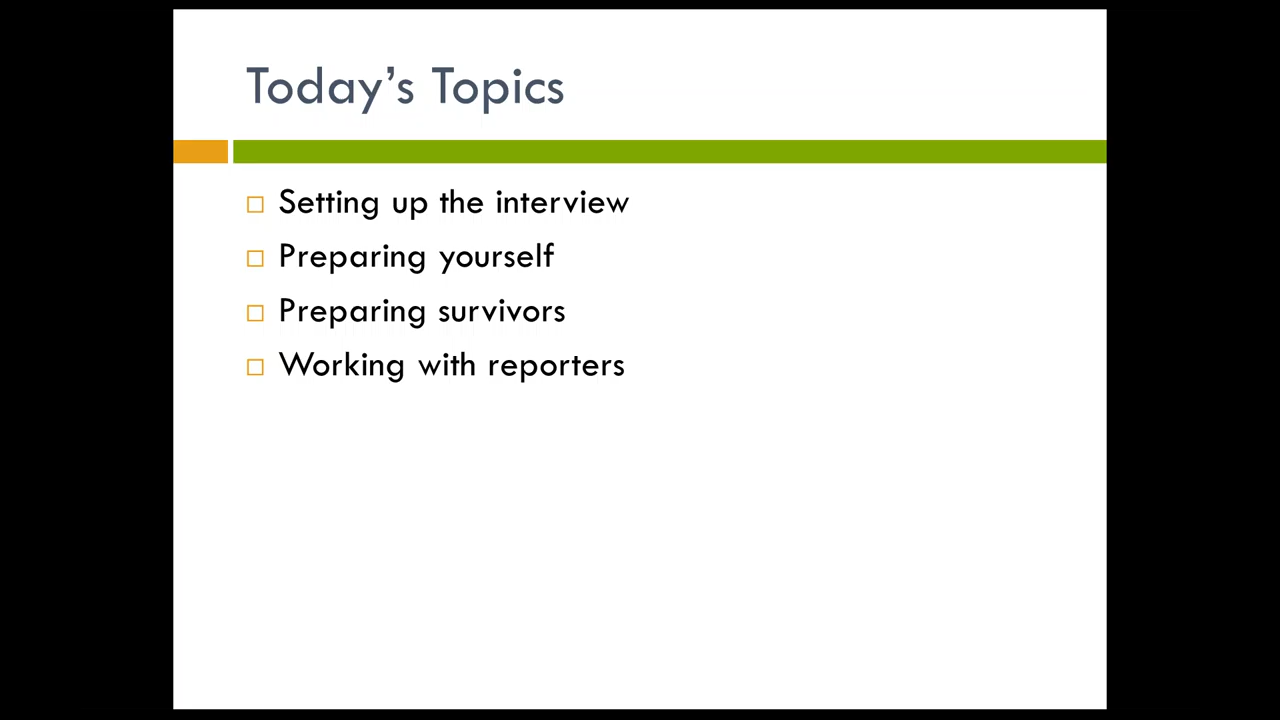 Today’s Topics
Setting up the interview
Preparing yourself
Preparing survivors
Working with reporters